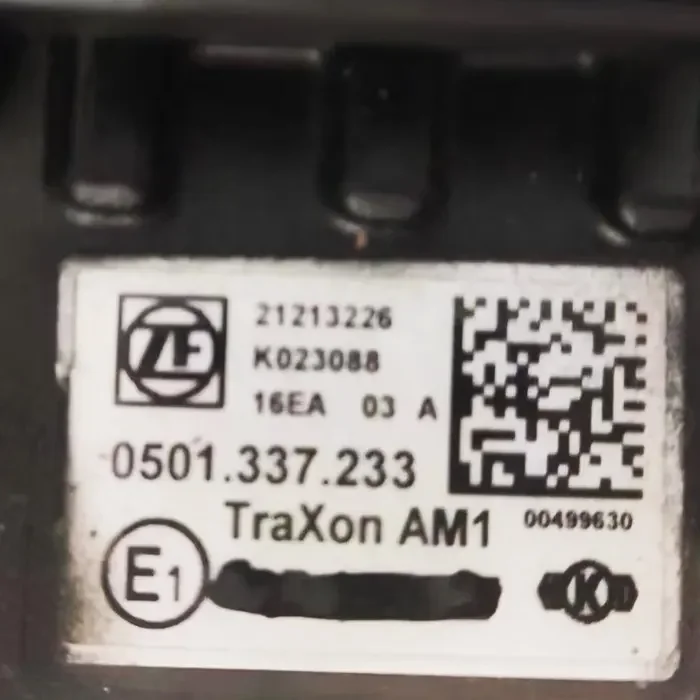 ZF
21213226
K023088
16EA 03 A
0501.337.233
TraXon AM1
00499630
E1
K